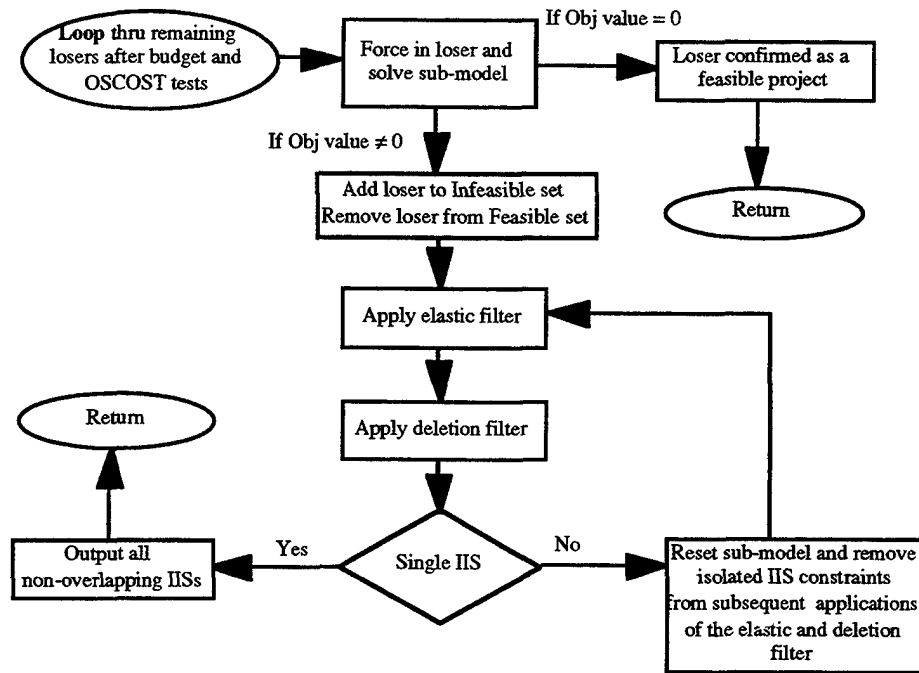 If Obj value = 0
Loop thru remaining
losers after budget and
OSCOST tests
Force in loser and
solve sub-model
Loser confirmed as a
feasible project
If Obj value ≠ 0
Add loser to Infeasible set
Remove loser from Feasible set
Return
Apply elastic filter
Return
Apply deletion filter
Output all
non-overlapping IISs
Yes
Single IIS
No
Reset sub-model and remove
isolated IIS constraints
from subsequent applications
of the elastic and deletion
filter